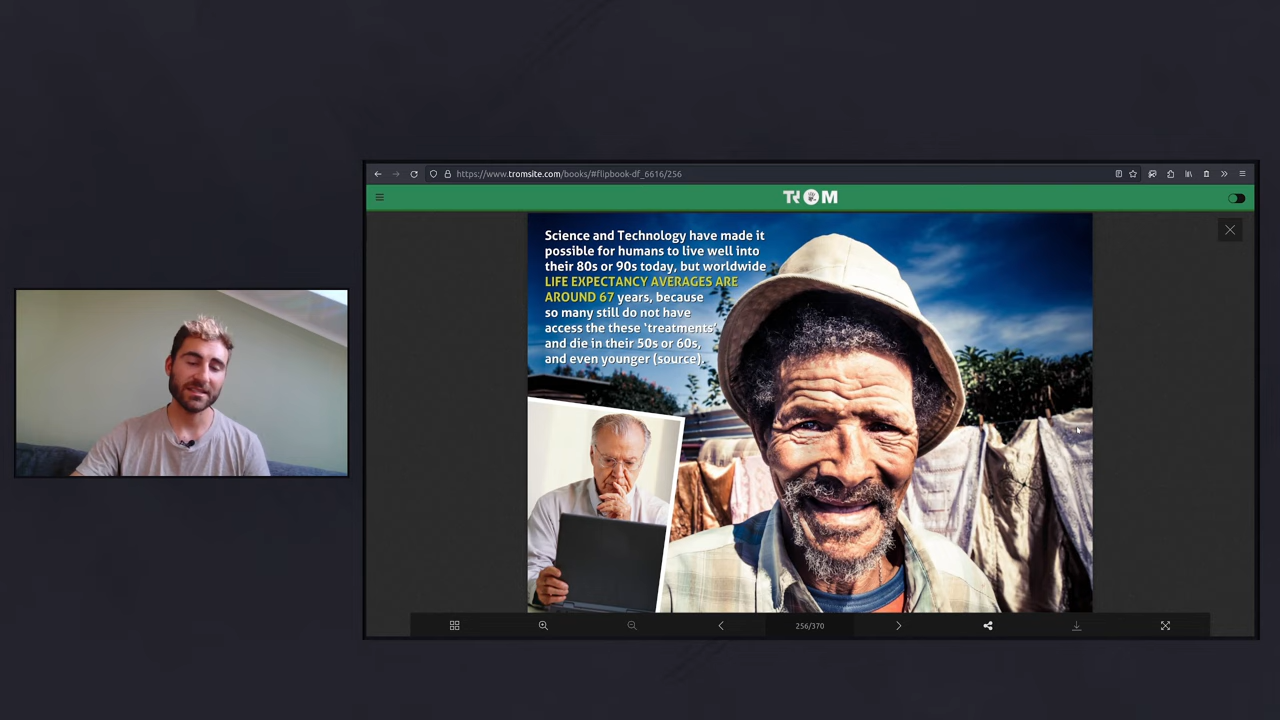 https://www.tromsite.com/books/#flipbook-df_6616/256
TROM
Science and Technology have made it
possible for humans to live well into
their 80s or 90s today, but worldwide
LIFE EXPECTANCY AVERAGES ARE
AROUND 67 years, because
so many still do not have
access the these ‘treatments’
and die in their 50s or 60s,
and even younger (source).
256/370